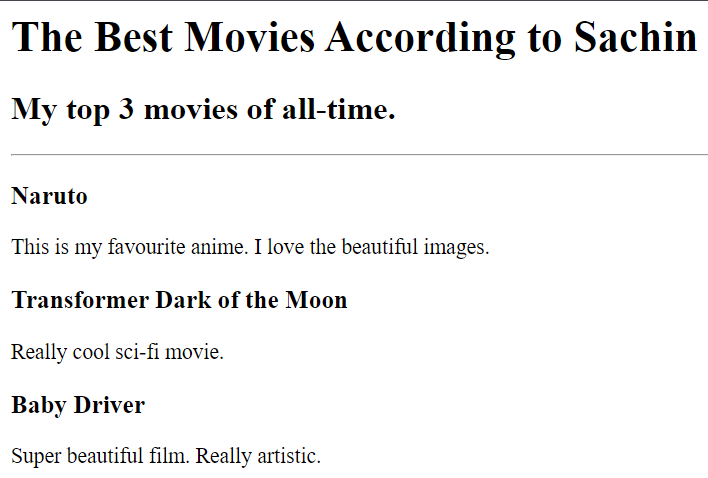 The Best Movies According to Sachin
My top 3 movies of all-time.
Naruto
This is my favourite anime. I love the beautiful images.
Transformer Dark of the Moon
Really cool sci-fi movie.
Baby Driver
Super beautiful film. Really artistic.